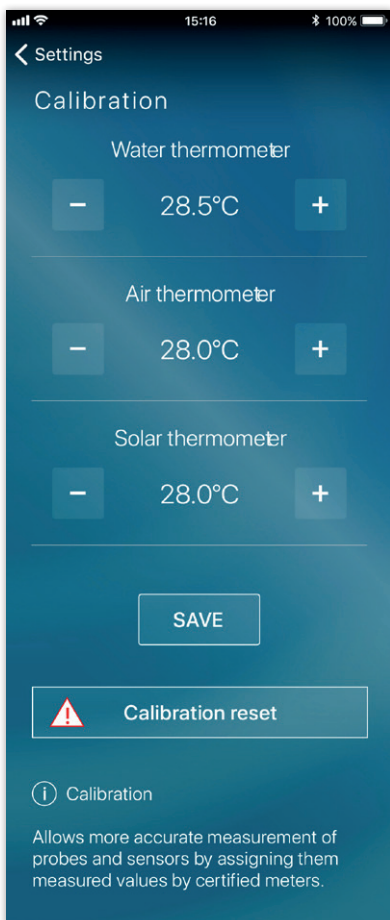 15:16
100%
Settings
Calibration
Water thermometer
− 28.5°C +
Air thermometer
− 28.0°C +
Solar thermometer
− 28.0°C +
SAVE
Calibration reset
i Calibration
Allows more accurate measurement of
probes and sensors by assigning them
measured values by certified meters.